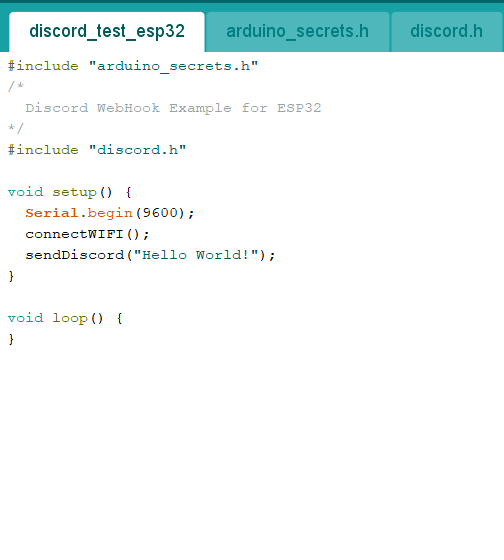 discord_test_esp32 arduino_secrets.h discord.h
#include "arduino_secrets.h"
/*
  Discord WebHook Example for ESP32
*/
#include "discord.h"

void setup() {
  Serial.begin(9600);
  connectWIFI();
  sendDiscord("Hello World!");
}

void loop() {
}